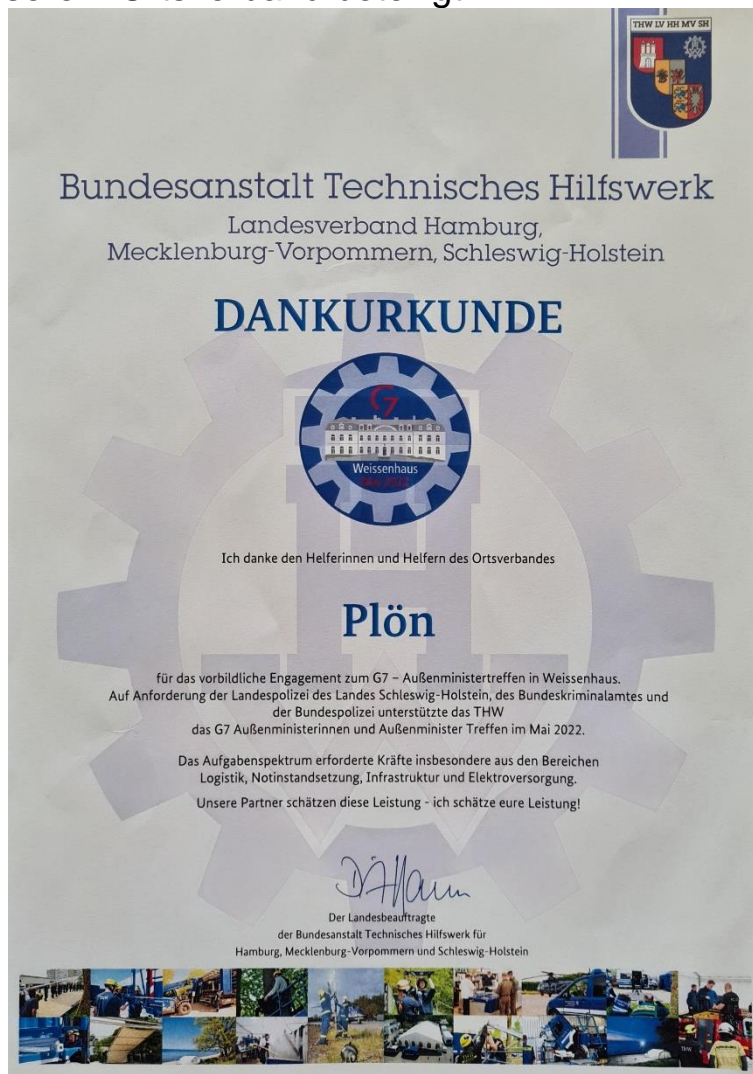 THW LV HH MV SH
Bundesanstalt Technisches Hilfswerk
Landesverband Hamburg,
Mecklenburg-Vorpommern, Schleswig-Holstein
DANKURKUNDE
G7
Weissenhaus
Mai 2022
Ich danke den Helferinnen und Helfern des Ortsverbandes
Plön
für das vorbildliche Engagement zum G7 – Außenministertreffen in Weissenhaus.
Auf Anforderung der Landespolizei des Landes Schleswig-Holstein, des Bundeskriminalamtes und
der Bundespolizei unterstützte das THW
das G7 Außenministerinnen und Außenminister Treffen im Mai 2022.
Das Aufgabenspektrum erforderte Kräfte insbesondere aus den Bereichen
Logistik, Notinstandsetzung, Infrastruktur und Elektroversorgung.
Unsere Partner schätzen diese Leistung - ich schätze eure Leistung!
Der Landesbeauftragte
der Bundesanstalt Technisches Hilfswerk für
Hamburg, Mecklenburg-Vorpommern und Schleswig-Holstein